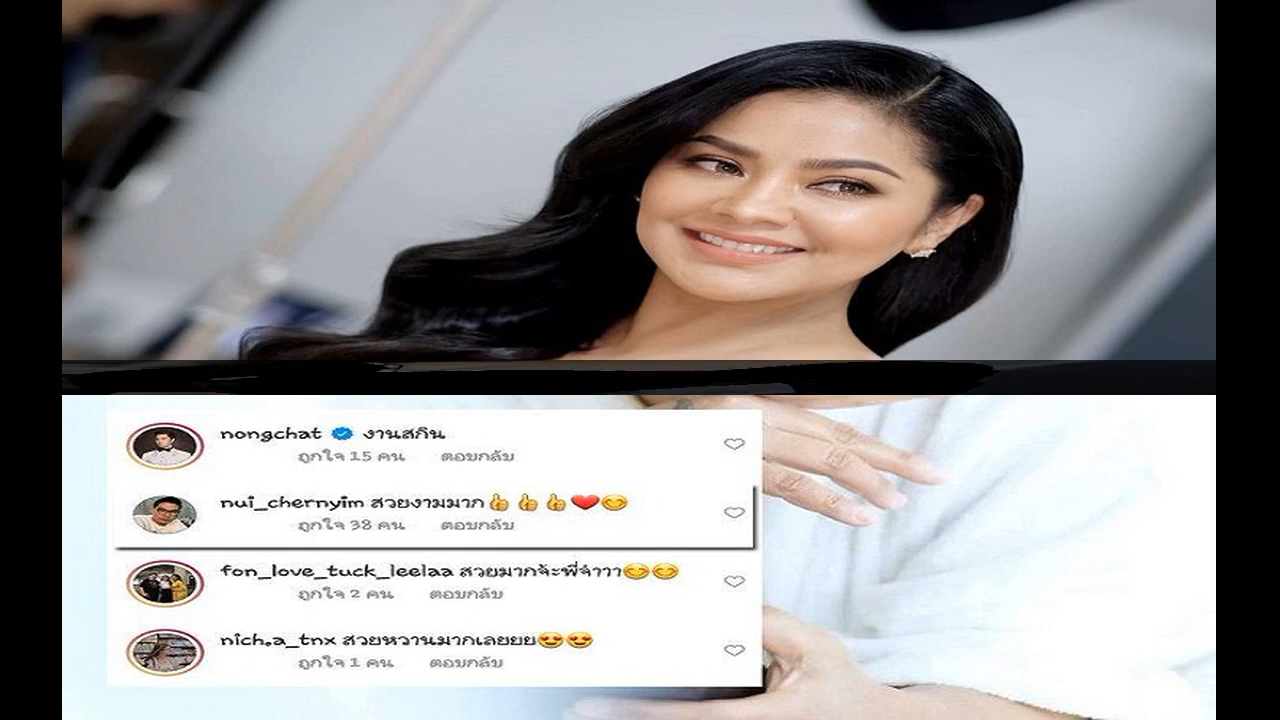 nongchat งานสกิน
ถูกใจ 15 คน ตอบกลับ
nui_chernyim สวยงามมาก👍👍👍❤️😊
ถูกใจ 38 คน ตอบกลับ
fon_love_tuck_leelaa สวยมากจ้ะพี่จ๋าาา😊😊
ถูกใจ 2 คน ตอบกลับ
nich.a_tnx สวยหวานมากเลยยย😍😍
ถูกใจ 1 คน ตอบกลับ